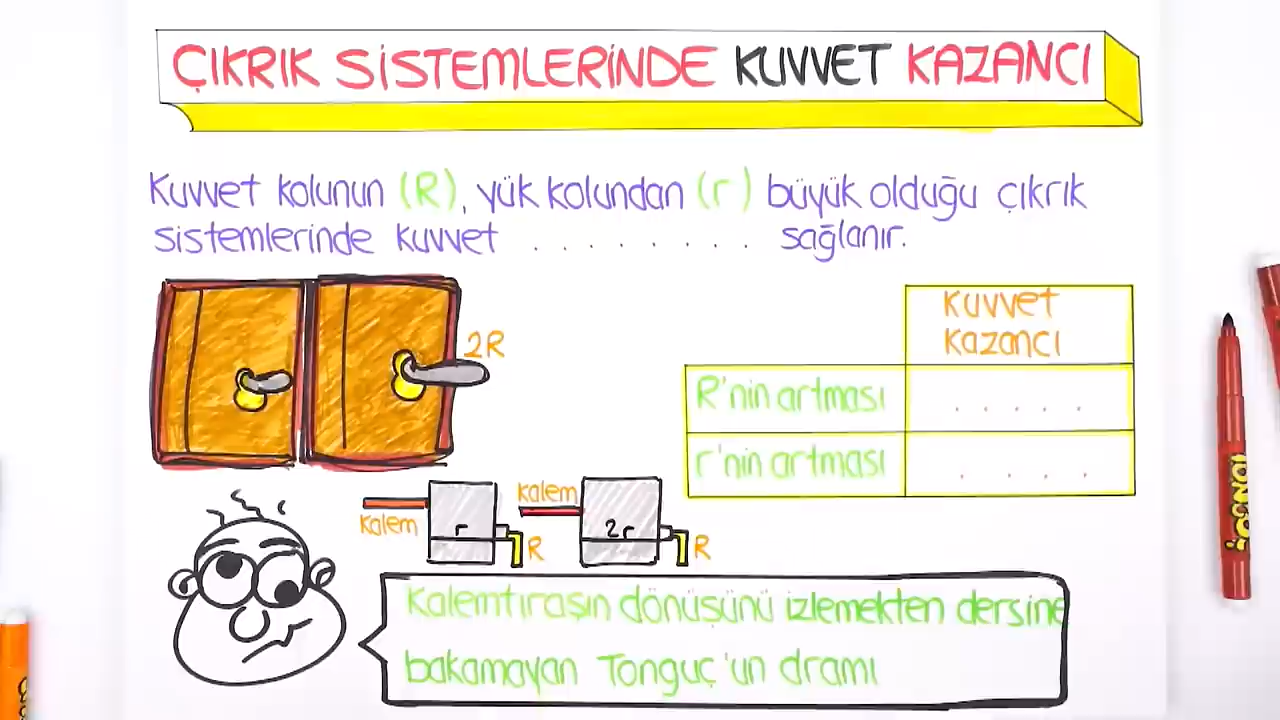 ÇIKRIK SİSTEMLERİNDE KUVVET KAZANCI
Kuvvet kolunun (R), yük kolundan (r) büyük olduğu çıkrık
sistemlerinde kuvvet . . . . . . . . . sağlanır.
2R
Kuvvet
Kazancı
R'nin artması . . . . .
r'nin artması . . . .
Kalem
r
R
Kalem
2r
R
Kalemtıraşın dönüşünü izlemekten dersine
bakamayan Tonguç'un dramı